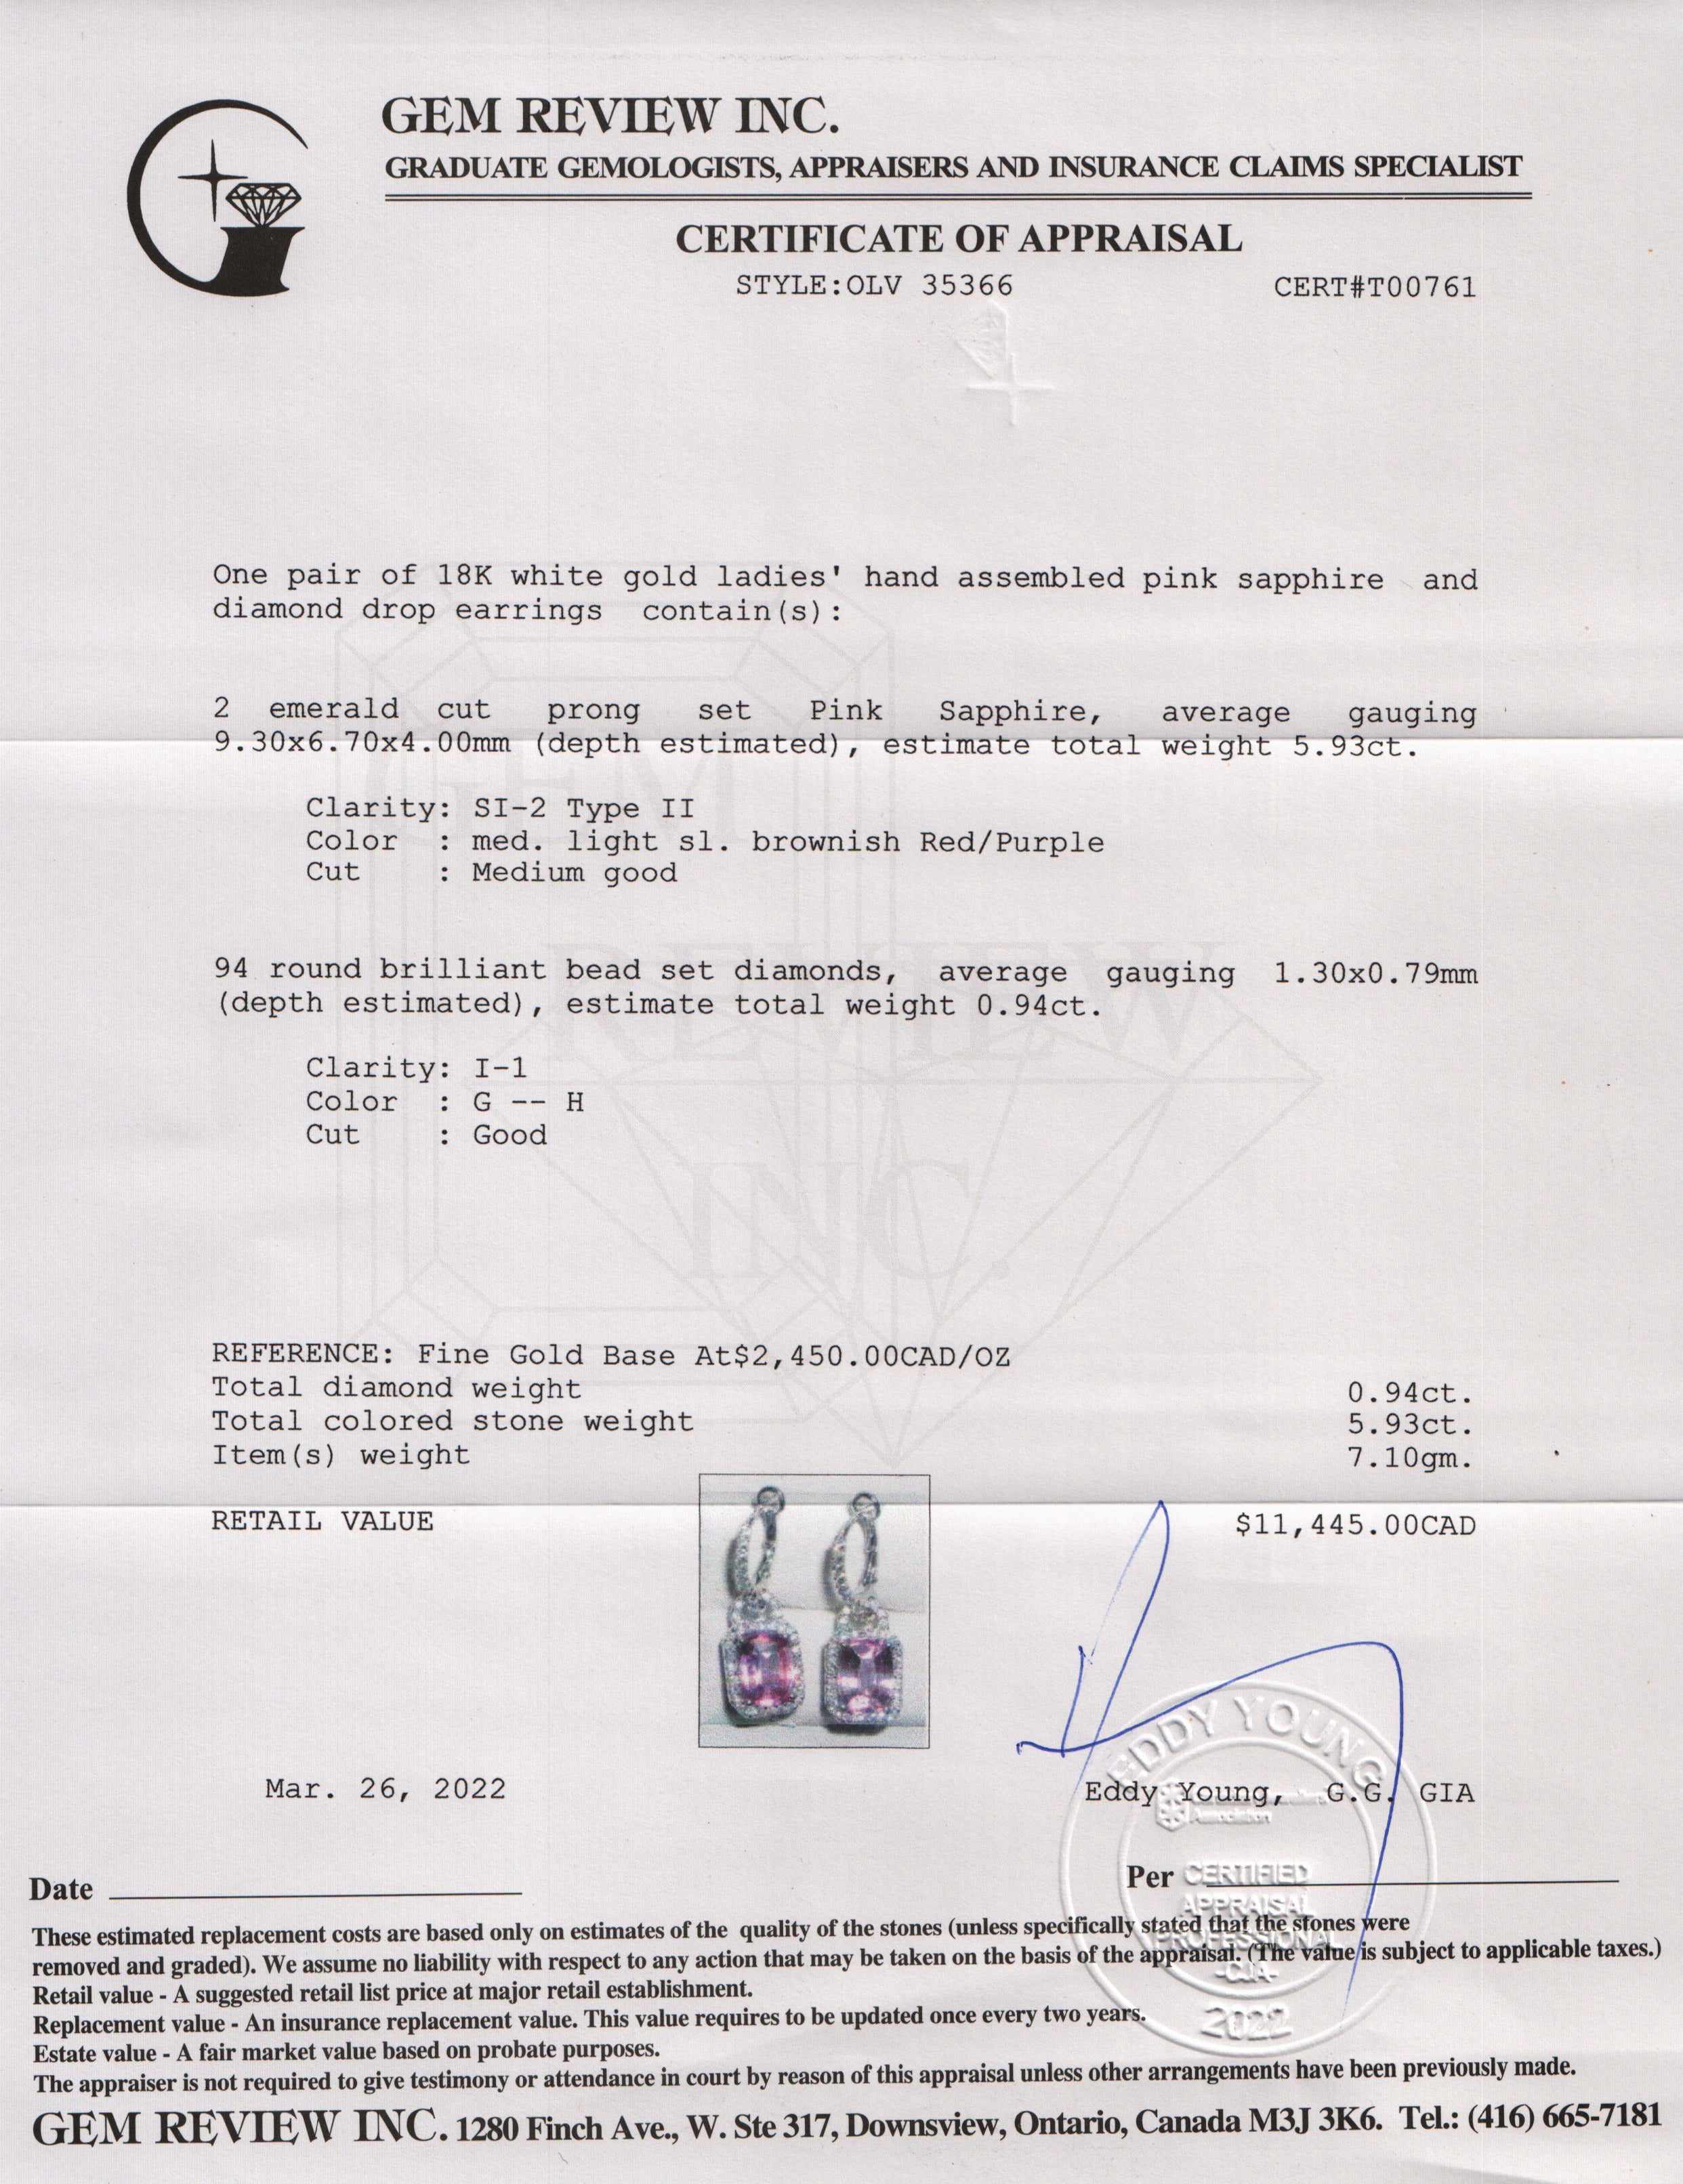 GEM REVIEW INC.
GRADUATE GEMOLOGISTS, APPRAISERS AND INSURANCE CLAIMS SPECIALIST
CERTIFICATE OF APPRAISAL
STYLE:OLV 35366 CERT#T00761
One pair of 18K white gold ladies' hand assembled pink sapphire and
diamond drop earrings contain(s):
2 emerald cut prong set Pink Sapphire, average gauging
9.30x6.70x4.00mm (depth estimated), estimate total weight 5.93ct.
Clarity: SI-2 Type II
Color : med. light sl. brownish Red/Purple
Cut : Medium good
94 round brilliant bead set diamonds, average gauging 1.30x0.79mm
(depth estimated), estimate total weight 0.94ct.
Clarity: I-1
Color : G -- H
Cut : Good
GEM
REVIEW
INC.
REFERENCE: Fine Gold Base At$2,450.00CAD/OZ
Total diamond weight 0.94ct.
Total colored stone weight 5.93ct.
Item(s) weight 7.10gm.
RETAIL VALUE $11,445.00CAD
Mar. 26, 2022 Eddy Young, G.G. GIA
EDDY YOUNG
Association
CERTIFIED
APPRAISAL
PROFESSIONAL
-CJA-
2022
Date Per
These estimated replacement costs are based only on estimates of the quality of the stones (unless specifically stated that the stones were
removed and graded). We assume no liability with respect to any action that may be taken on the basis of the appraisal. (The value is subject to applicable taxes.)
Retail value - A suggested retail list price at major retail establishment.
Replacement value - An insurance replacement value. This value requires to be updated once every two years.
Estate value - A fair market value based on probate purposes.
The appraiser is not required to give testimony or attendance in court by reason of this appraisal unless other arrangements have been previously made.
GEM REVIEW INC. 1280 Finch Ave., W. Ste 317, Downsview, Ontario, Canada M3J 3K6. Tel.: (416) 665-7181